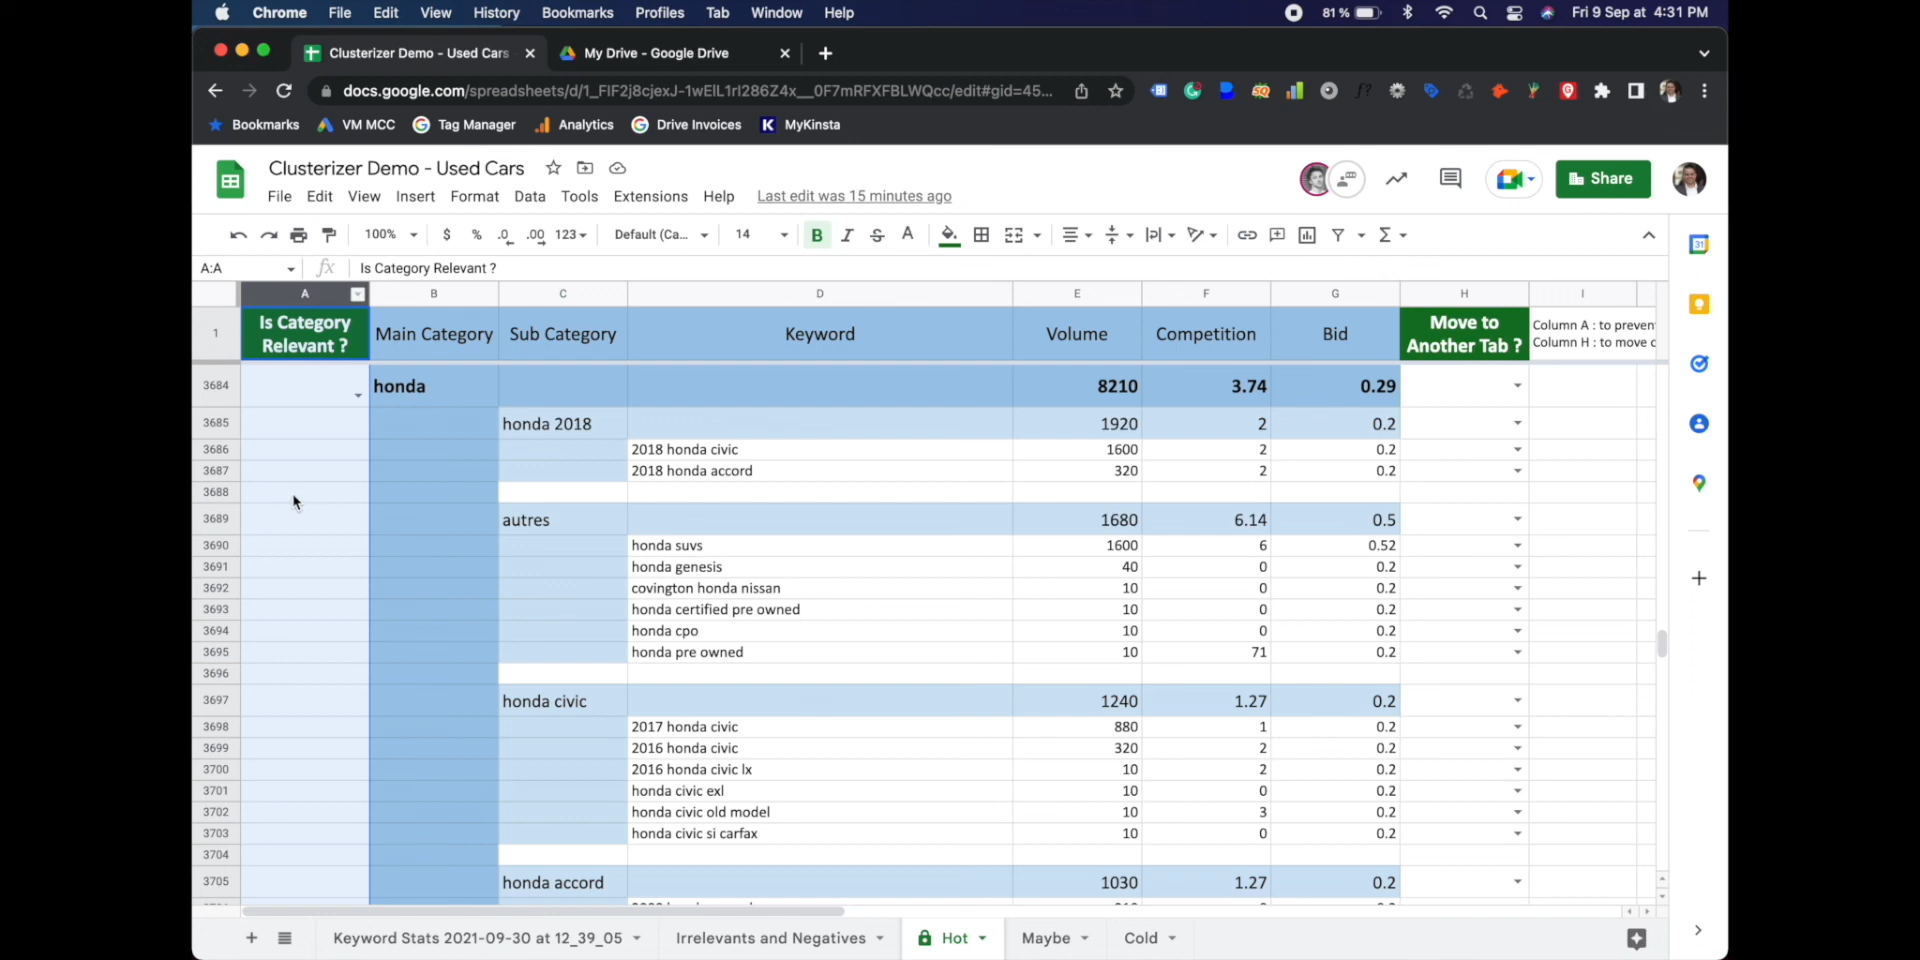 Chrome File Edit View History Bookmarks Profiles Tab Window Help 81% Fri 9 Sep at 4:31 PM
Clusterizer Demo - Used Cars My Drive - Google Drive
docs.google.com/spreadsheets/d/1_FIF2j8cjexJ-1wElL1rI286Z4x__0F7mRFXFBLWQcc/edit#gid=45...
Bookmarks VM MCC Tag Manager Analytics Drive Invoices MyKinsta
Clusterizer Demo - Used Cars
File Edit View Insert Format Data Tools Extensions Help Last edit was 15 minutes ago
Share
100% $ % .0 .00 123 Default (Ca... 14 B I S A
A:A fx Is Category Relevant ?
A B C D E F G H I
1 Is Category Relevant ? Main Category Sub Category Keyword Volume Competition Bid Move to Another Tab ? Column A : to preven
Column H : to move c
3684 honda 8210 3.74 0.29
3685 honda 2018 1920 2 0.2
3686 2018 honda civic 1600 2 0.2
3687 2018 honda accord 320 2 0.2
3688
3689 autres 1680 6.14 0.5
3690 honda suvs 1600 6 0.52
3691 honda genesis 40 0 0.2
3692 covington honda nissan 10 0 0.2
3693 honda certified pre owned 10 0 0.2
3694 honda cpo 10 0 0.2
3695 honda pre owned 10 71 0.2
3696
3697 honda civic 1240 1.27 0.2
3698 2017 honda civic 880 1 0.2
3699 2016 honda civic 320 2 0.2
3700 2016 honda civic lx 10 2 0.2
3701 honda civic exl 10 0 0.2
3702 honda civic old model 10 3 0.2
3703 honda civic si carfax 10 0 0.2
3704
3705 honda accord 1030 1.27 0.2
Keyword Stats 2021-09-30 at 12_39_05 Irrelevants and Negatives Hot Maybe Cold